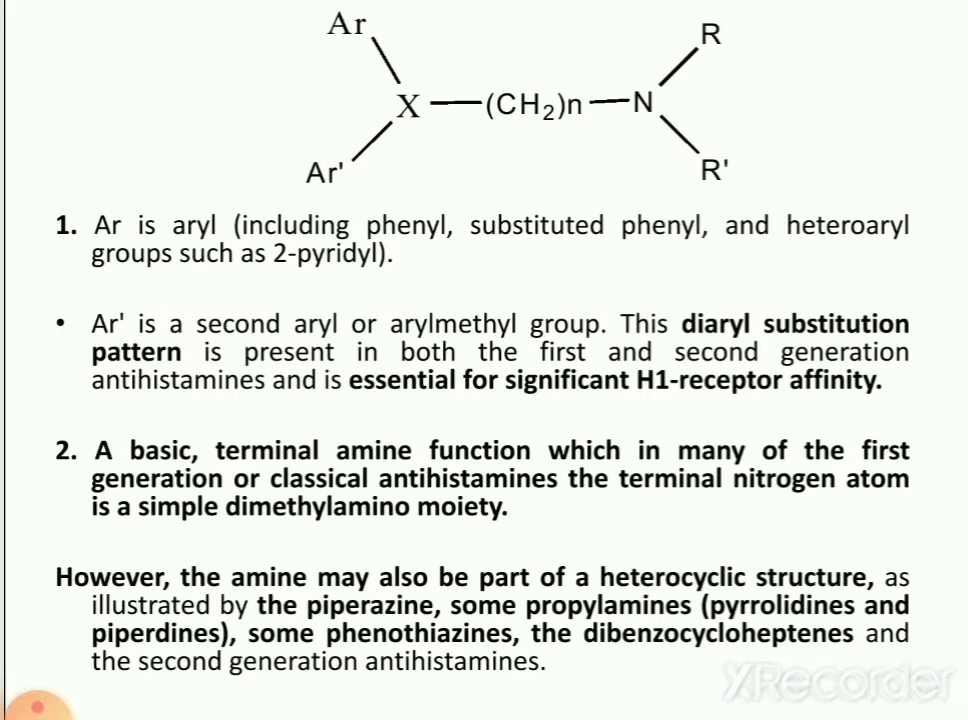 Ar
R
X—(CH2)n—N
Ar'
R'
1. Ar is aryl (including phenyl, substituted phenyl, and heteroaryl
groups such as 2-pyridyl).
• Ar' is a second aryl or arylmethyl group. This diaryl substitution
pattern is present in both the first and second generation
antihistamines and is essential for significant H1-receptor affinity.
2. A basic, terminal amine function which in many of the first
generation or classical antihistamines the terminal nitrogen atom
is a simple dimethylamino moiety.
However, the amine may also be part of a heterocyclic structure, as
illustrated by the piperazine, some propylamines (pyrrolidines and
piperdines), some phenothiazines, the dibenzocycloheptenes and
the second generation antihistamines.
XRecorder